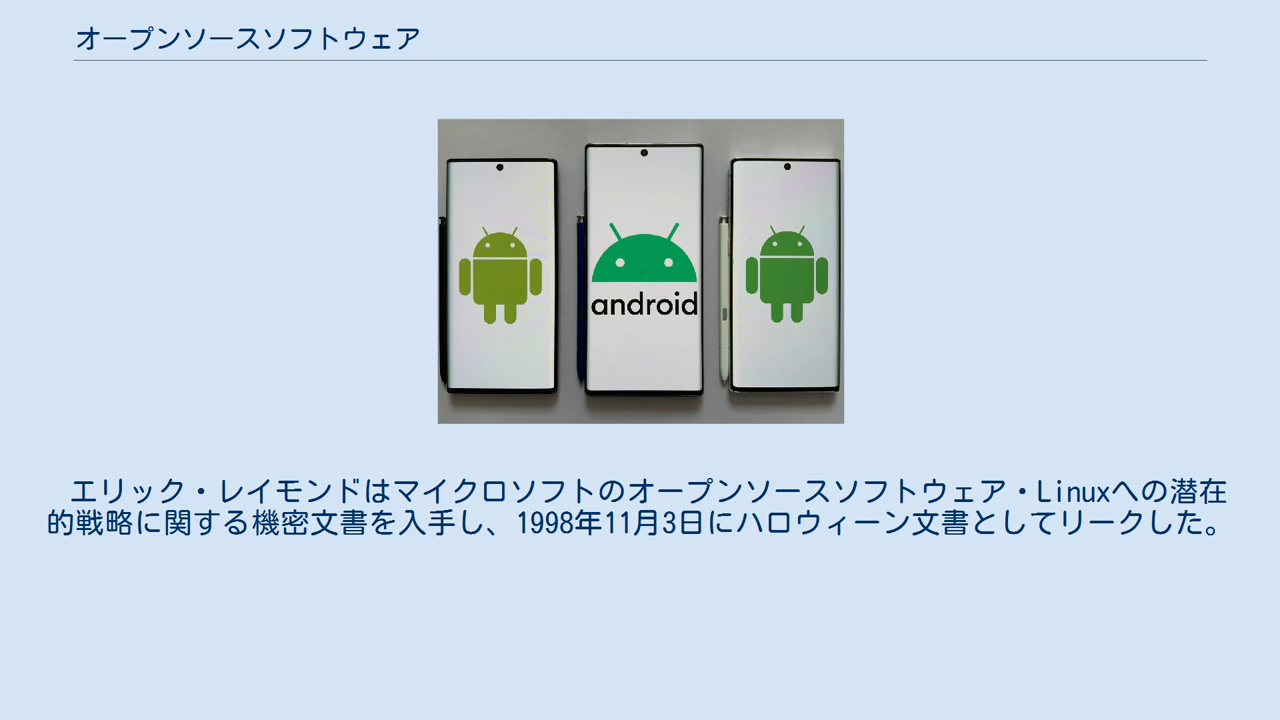 オープンソースソフトウェア
android
エリック・レイモンドはマイクロソフトのオープンソースソフトウェア・Linuxへの潜在
的戦略に関する機密文書を入手し、1998年11月3日にハロウィーン文書としてリークした。